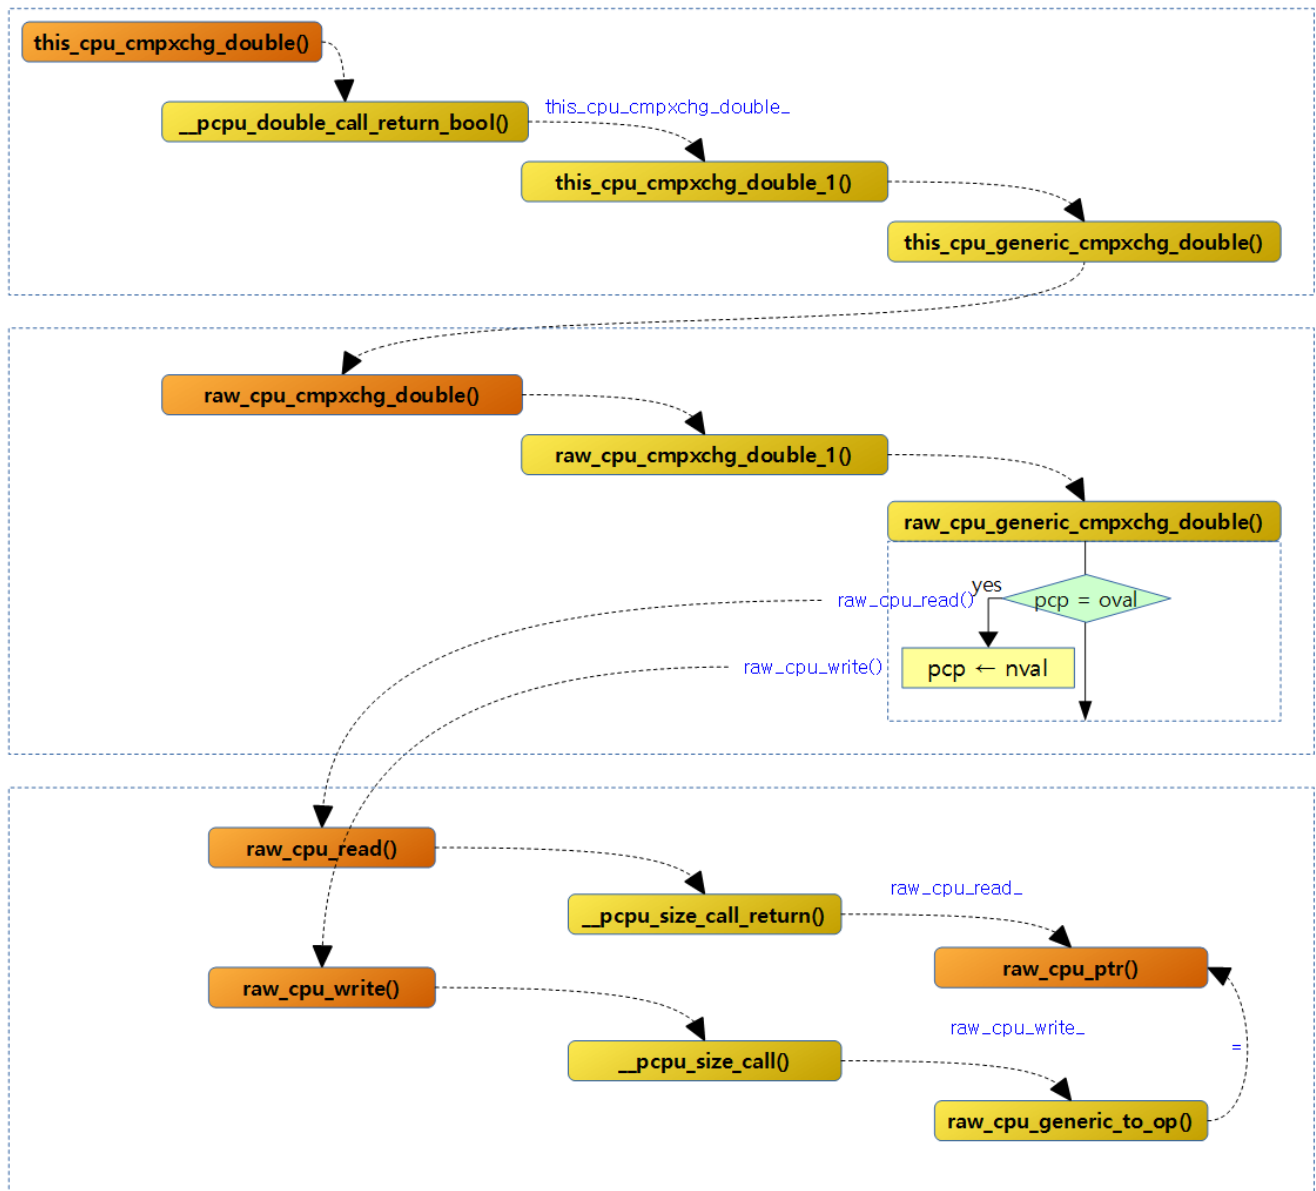 this_cpu_cmpxchg_double()
__pcpu_double_call_return_bool()
this_cpu_cmpxchg_double_
this_cpu_cmpxchg_double_1()
this_cpu_generic_cmpxchg_double()
raw_cpu_cmpxchg_double()
raw_cpu_cmpxchg_double_1()
raw_cpu_generic_cmpxchg_double()
yes
raw_cpu_read()
pcp = oval
raw_cpu_write()
pcp ← nval
raw_cpu_read()
raw_cpu_read_
__pcpu_size_call_return()
raw_cpu_ptr()
raw_cpu_write()
raw_cpu_write_
=
__pcpu_size_call()
raw_cpu_generic_to_op()